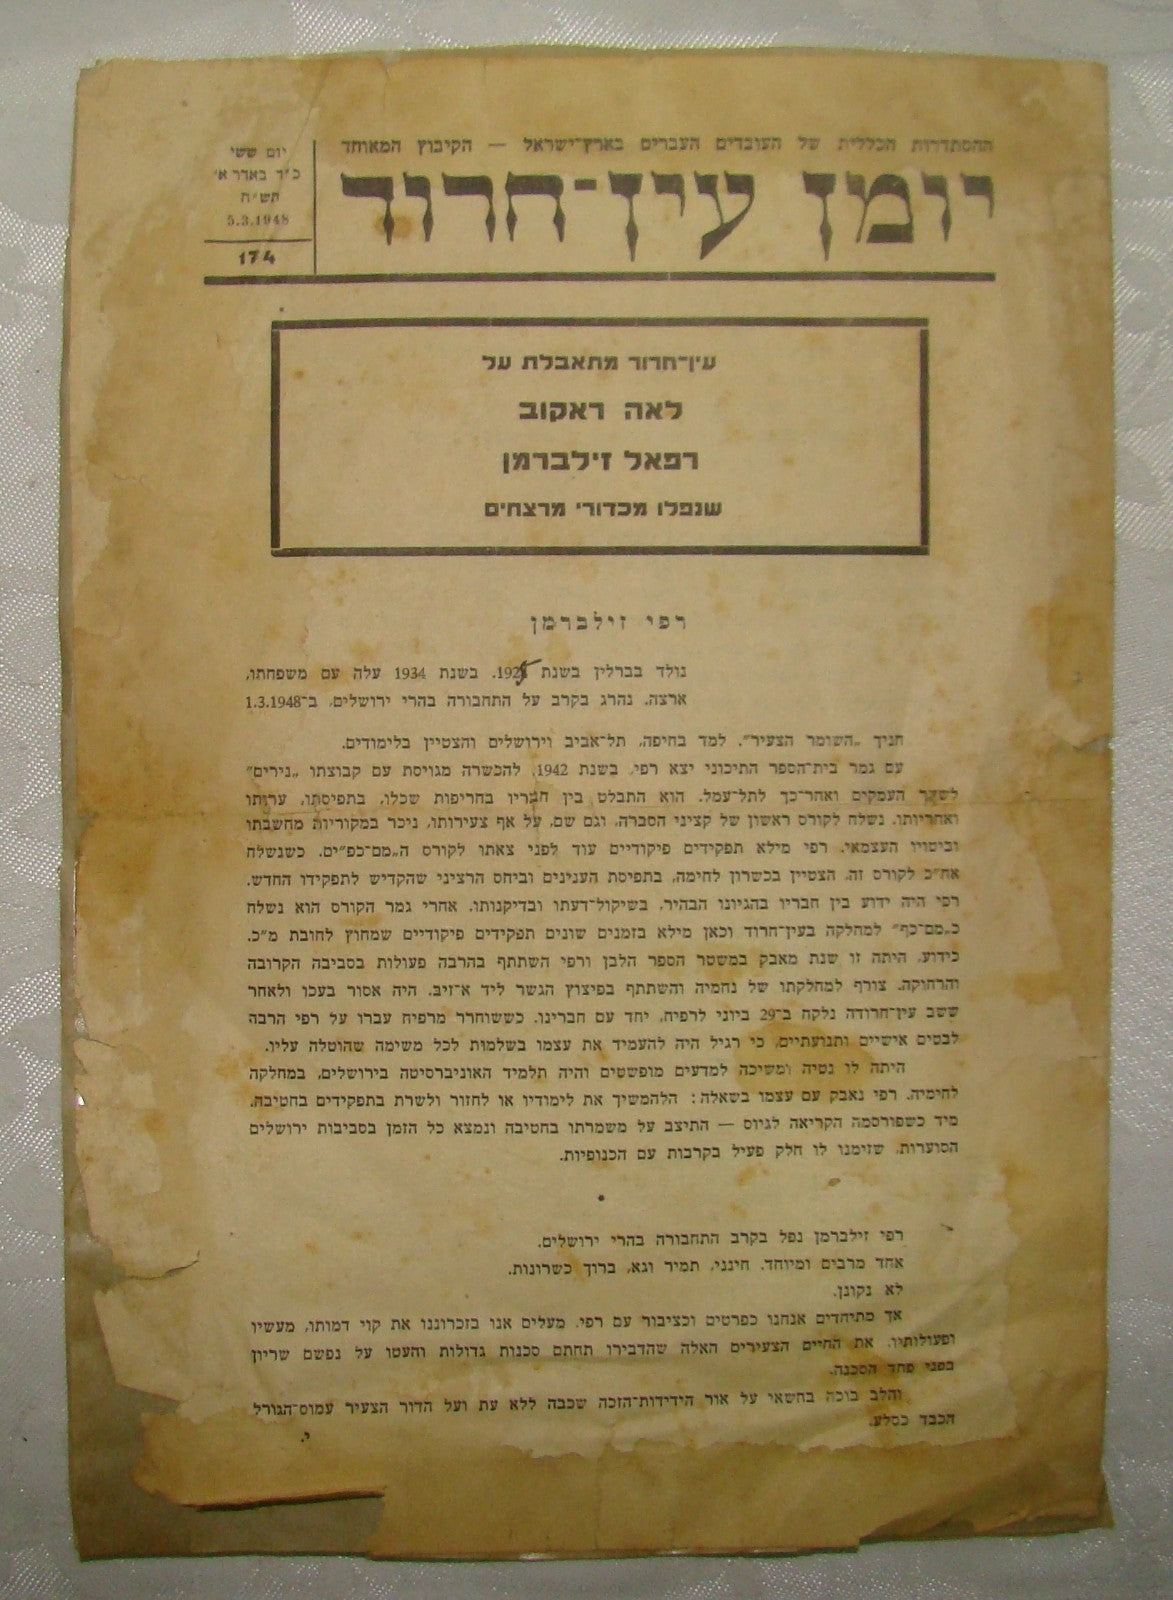 ההסתדרות הכללית של העובדים העברים בארץ־ישראל — הקיבוץ המאוחד
יומן עין־חרוד
יום ששי
כ״ד באדר א׳
תש״ח
5.3.1948
174
עין־חרוד מתאבלת על
לאה ראקוב
רפאל זילברמן
שנפלו מכדורי מרצחים
רפי זילברמן
נולד בברלין בשנת 1925. בשנת 1934 עלה עם משפחתו,
ארצה. נהרג בקרב על התחבורה בהרי ירושלים, ב־1.3.1948
חניך „השומר הצעיר״. למד בחיפה, תל־אביב וירושלים והצטיין בלימודים.
עם גמר בית־הספר התיכוני יצא רפי, בשנת 1942, להכשרה מגויסת עם קבוצתו „נירים״
לשער העמקים ואחר־כך לתל־עמל. הוא התבלט בין חבריו בחריפות שכלו, בתפיסתו, ערותו
ואחריותו. נשלח לקורס ראשון של קציני הסברה, וגם שם, על אף צעירותו, ניכר במקוריות מחשבתו
וביטויו העצמאי. רפי מילא תפקידים פיקודיים עוד לפני צאתו לקורס ה„מם־כפ״ים. כשנשלח
אח״כ לקורס זה, הצטיין בכשרון לחימה, בתפיסת הענינים וביחס הרציני שהקדיש לתפקידו החדש.
רפי היה ידוע בין חבריו בהגיונו הבהיר, בשיקול־דעתו ובדיקנותו. אחרי גמר הקורס הוא נשלח
כ„מם־כף״ למחלקה בעין־חרוד וכאן מילא בזמנים שונים תפקידים פיקודיים שמחוץ לחובת מ״כ.
כידוע, היתה זו שנת מאבק במשטר הספר הלבן ורפי השתתף בהרבה פעולות בסביבה הקרובה
והרחוקה. צורף למחלקתו של נחמיה והשתתף בפיצוץ הגשר ליד א־זיב. היה אסור בעכו ולאחר
ששב עין־חרודה נלקח ב־29 ביוני לרפיח, יחד עם חברינו. כששוחרר מרפיח עברו על רפי הרבה
לבטים אישיים ותנועתיים, כי רגיל היה להעמיד את עצמו בשלמות לכל משימה שהוטלה עליו.
היתה לו נטיה ומשיכה למדעים מופשטים והיה תלמיד האוניברסיטה בירושלים, במחלקה
לחימיה. רפי נאבק עם עצמו בשאלה: הלהמשיך את לימודיו או לחזור ולשרת בתפקידים בחטיבה.
מיד כשפורסמה הקריאה לגיוס — התיצב על משמרתו בחטיבה ונמצא כל הזמן בסביבות ירושלים
הסוערות, שזימנו לו חלק פעיל בקרבות עם הכנופיות.
•
רפי זילברמן נפל בקרב התחבורה בהרי ירושלים.
אחד מרבים ומיוחד, חינני, תמיר וגא, ברוך כשרונות.
לא נקונן.
אך מתיחדים אנחנו כפרטים וכציבור עם רפי, מעלים אנו בזכרוננו את קוי דמותו, מעשיו
ופעולותיו, את החיים הצעירים האלה שהדבירו תחתם סכנות גדולות והעטו על נפשם שריון
בפני פחד הסכנה.
והלב בוכה בחשאי על אור הידידות־הזכה שכבה ללא עת ועל הדור הצעיר עמוס־הגורל
הכבד כסלע.
י.